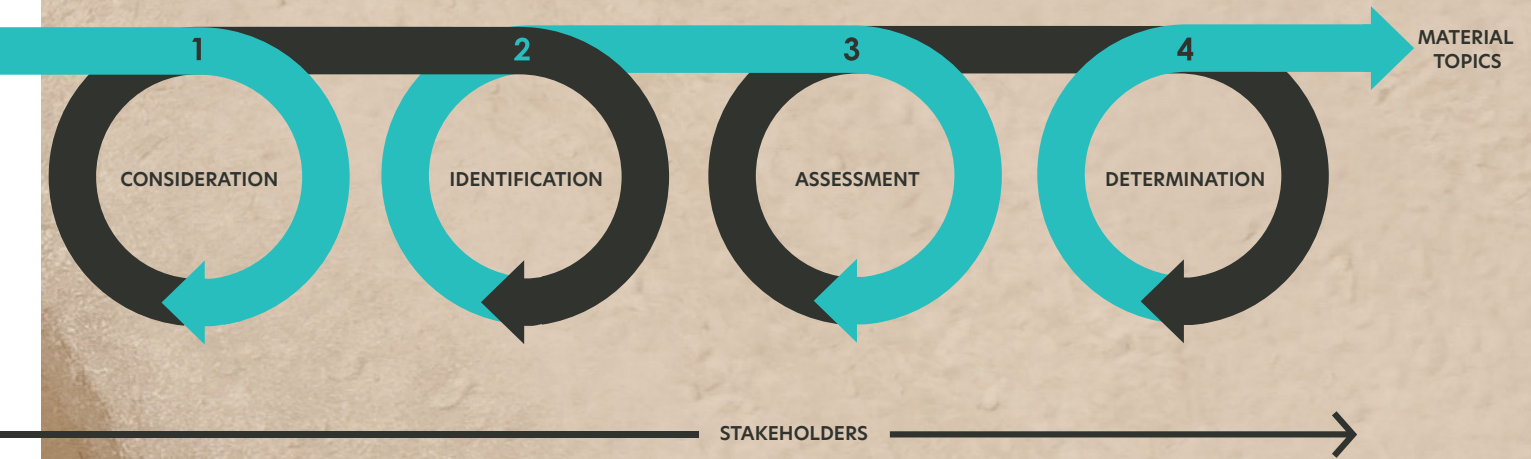 1
2
3
4
MATERIAL
TOPICS
CONSIDERATION
IDENTIFICATION
ASSESSMENT
DETERMINATION
STAKEHOLDERS